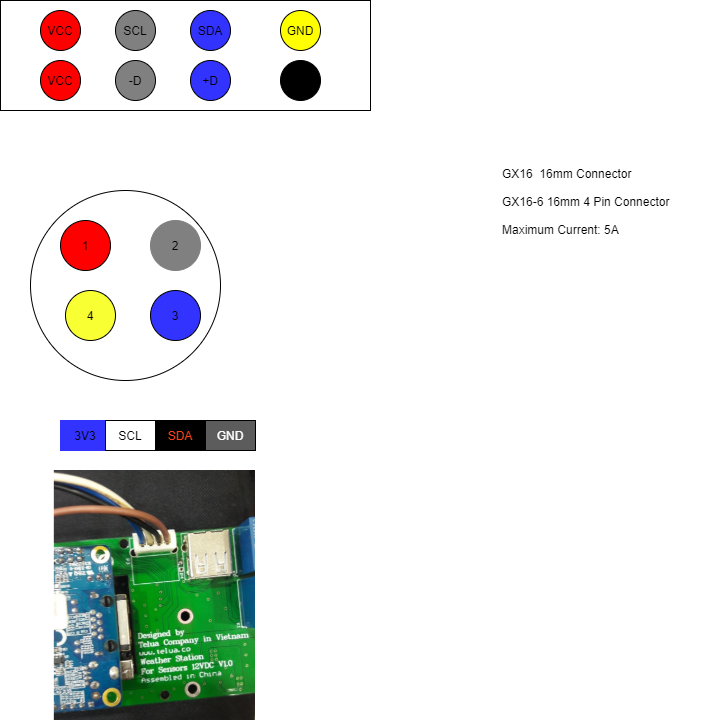 VCC SCL SDA GND
VCC -D +D
GX16 16mm Connector
GX16-6 16mm 4 Pin Connector
Maximum Current: 5A
1 2
4 3
3V3 SCL SDA GND
Designed by
Telua Company in Vietnam
www.telua.co
Weather Station
For Sensors 12VDC V1.0
Assembled in China